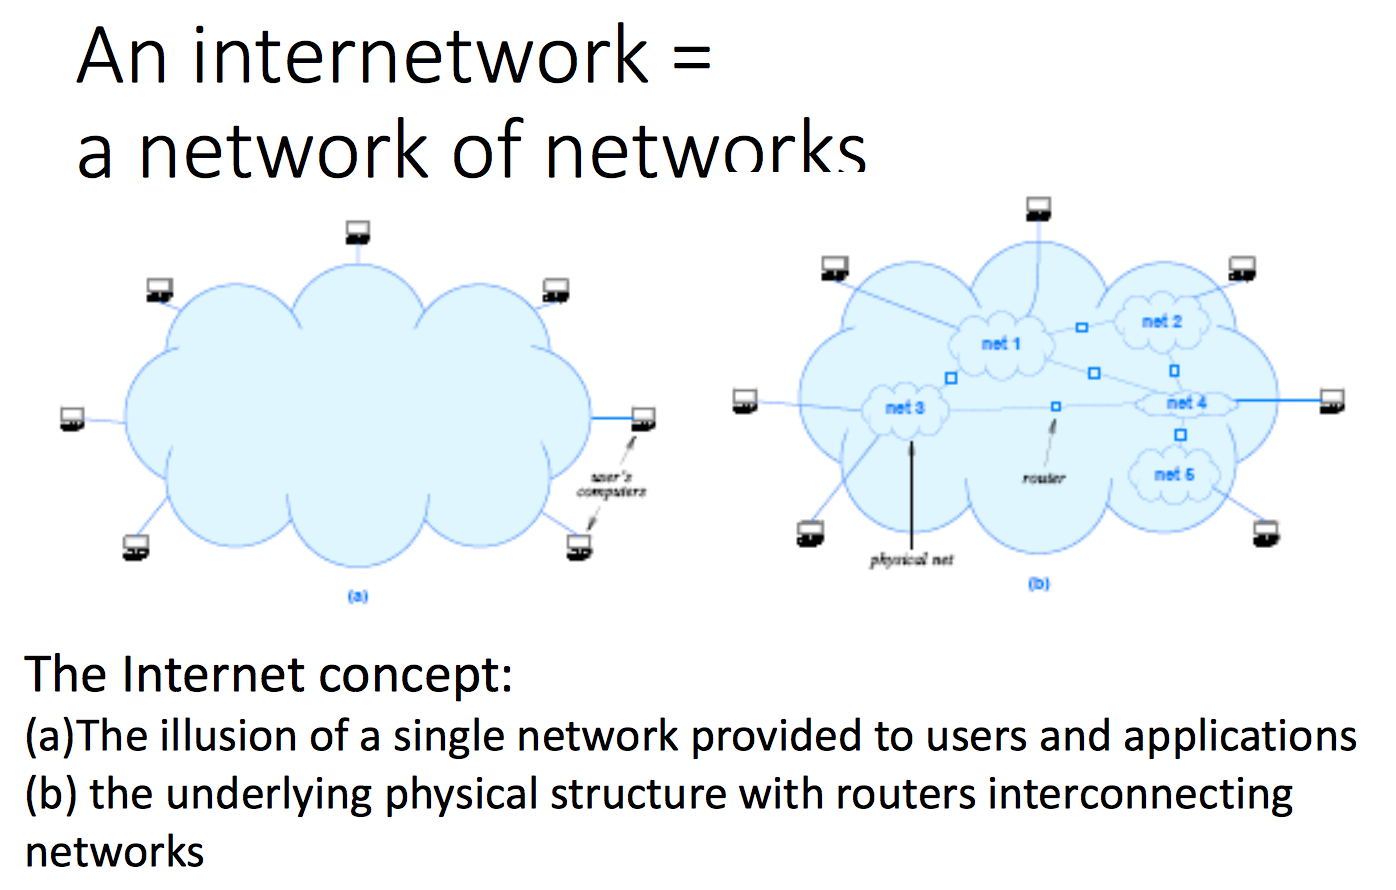 An internetwork =
a network of networks
user's
computers
(a)
net 1
net 2
net 3
net 4
net 5
router
physical net
(b)
The Internet concept:
(a)The illusion of a single network provided to users and applications
(b) the underlying physical structure with routers interconnecting
networks